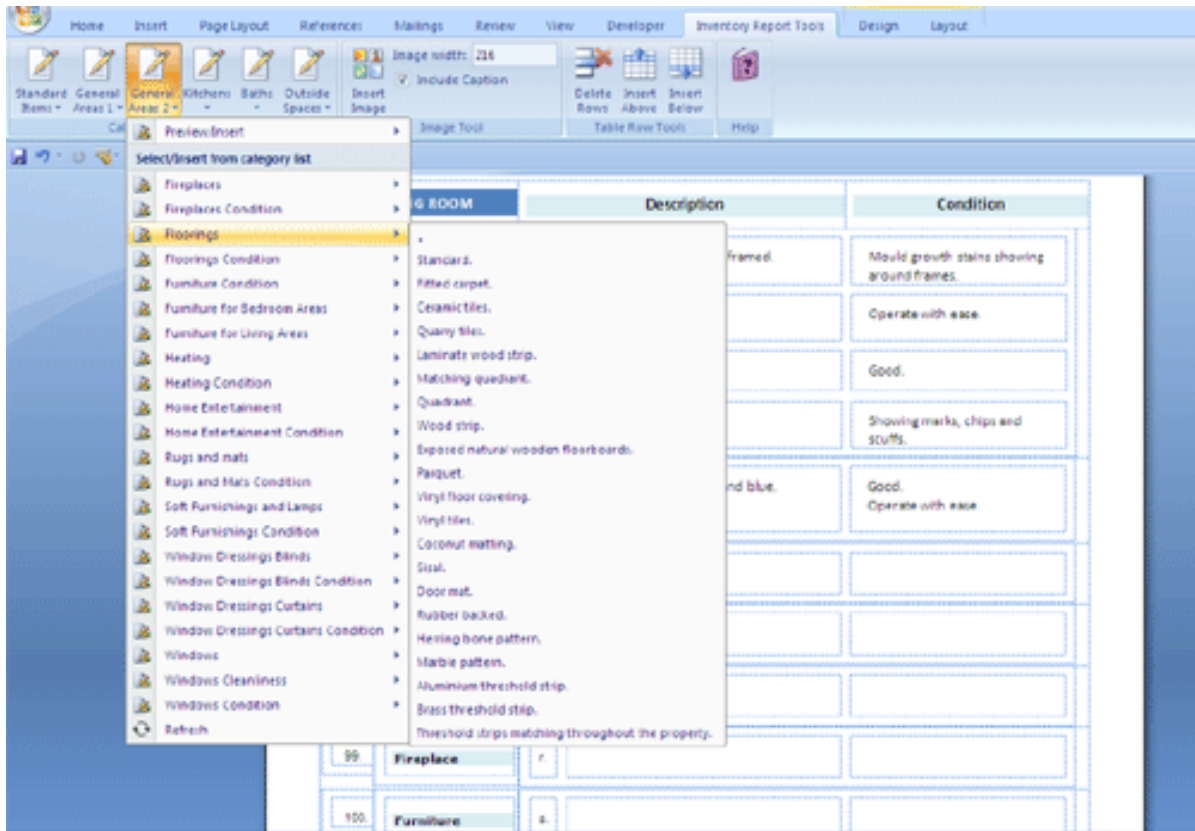 Home Insert Page Layout References Mailings Review View Developer Inventory Report Tools Design Layout
Standard Items General Areas 1 General Areas 2 Kitchens Baths Outside Spaces Insert Image
Image width: 216
Include Caption
Delete Rows Insert Above Insert Below
Image Tool Table Row Tools Help
Preview/Insert
Select/Insert from category list
Fireplaces
Fireplaces Condition
Floorings
Floorings Condition
Furniture Condition
Furniture for Bedroom Areas
Furniture for Living Areas
Heating
Heating Condition
Home Entertainment
Home Entertainment Condition
Rugs and mats
Rugs and Mats Condition
Soft Furnishings and Lamps
Soft Furnishings Condition
Window Dressings Blinds
Window Dressings Blinds Condition
Window Dressings Curtains
Window Dressings Curtains Condition
Windows
Windows Cleanliness
Windows Condition
Refresh
.
Standard.
Fitted carpet.
Ceramic tiles.
Quarry tiles.
Laminate wood strip.
Matching quadrant.
Quadrant.
Wood strip.
Exposed natural wooden floorboards.
Parquet.
Vinyl floor covering.
Vinyl tiles.
Coconut matting.
Sisal.
Door mat.
Rubber backed.
Herring bone pattern.
Marble pattern.
Aluminium threshold strip.
Brass threshold strip.
Threshold strips matching throughout the property.
G ROOM Description Condition
framed. Mould growth stains showing
around frames.
Operate with ease.
Good.
Showing marks, chips and
scuffs.
nd blue. Good.
Operate with ease.
99. Fireplace r.
100. Furniture s.